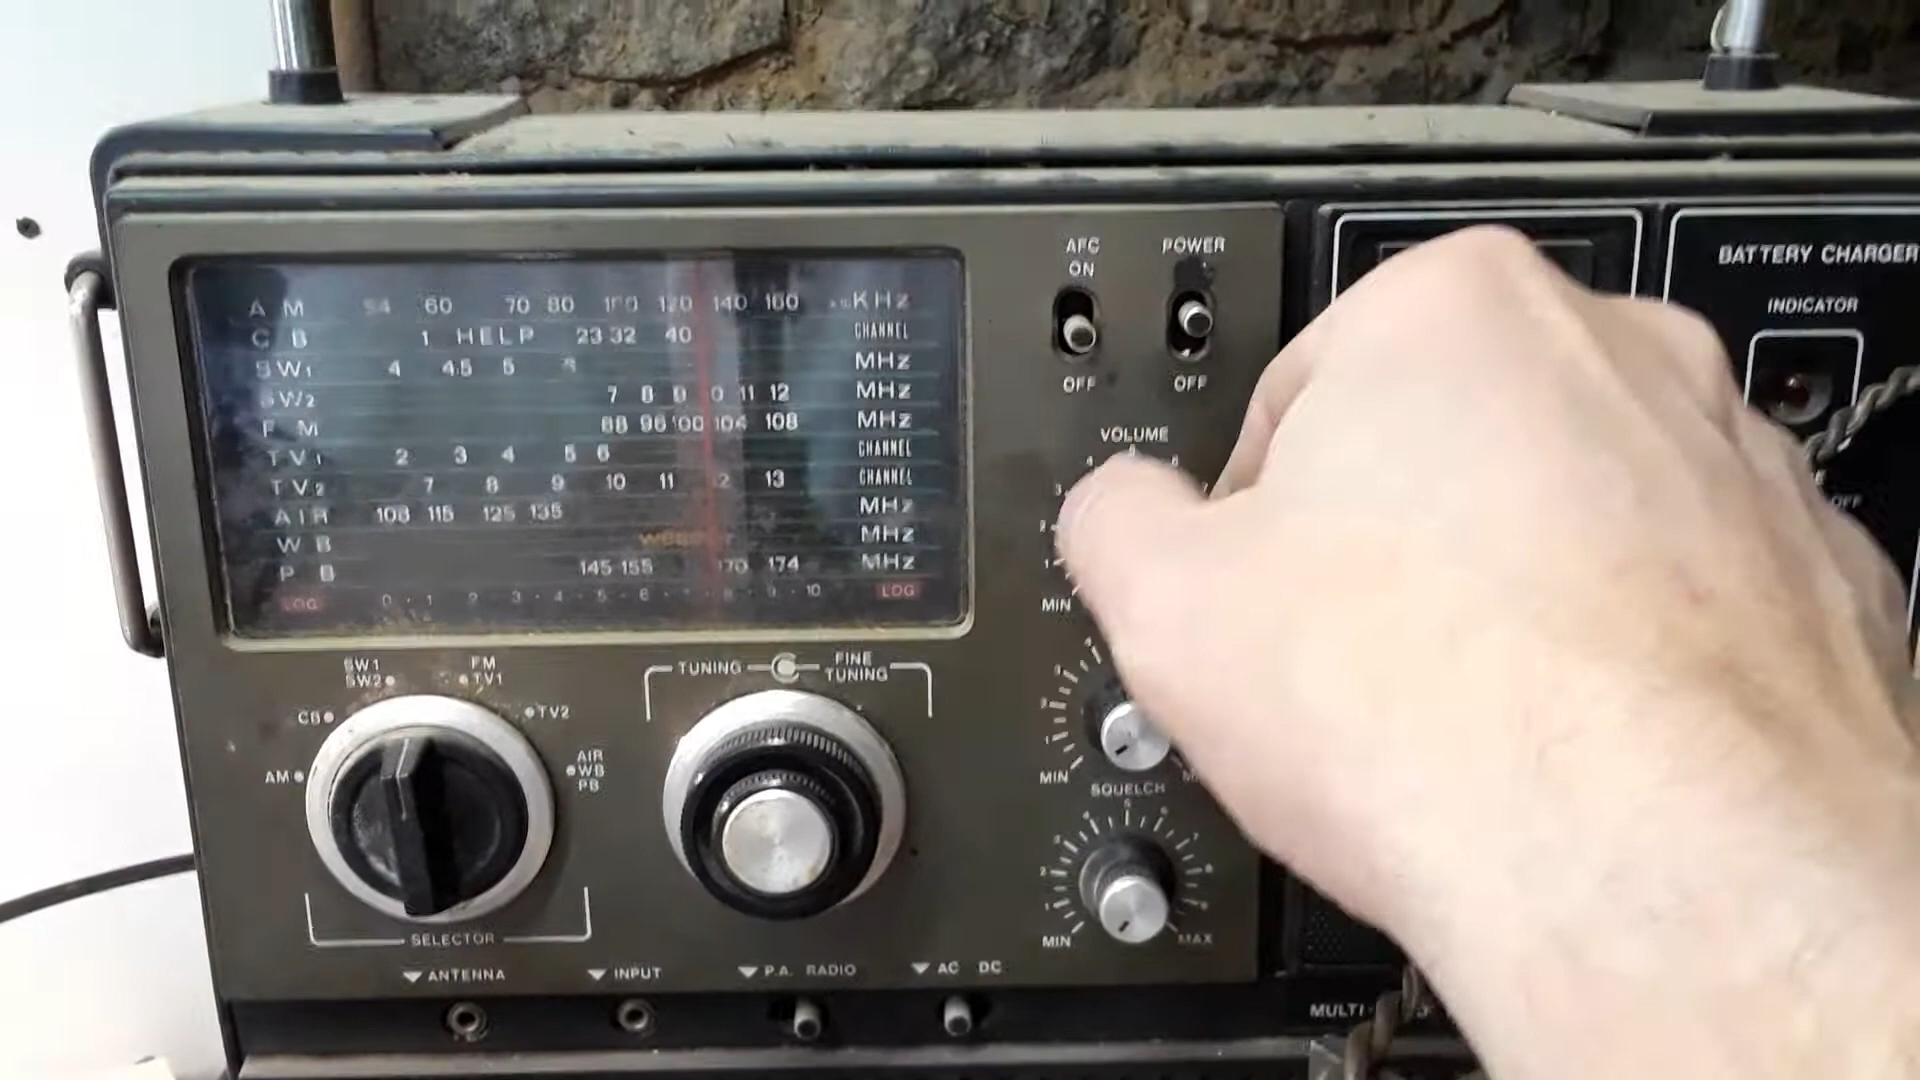 AFC
ON
POWER
OFF
OFF
BATTERY CHARGER
INDICATOR
OFF
A M 54 60 70 80 120 140 160 KHz
C B 1 HELP 23 32 40 CHANNEL
SW1 4 4.5 5 MHz
SW2 7 8 9 11 12 MHz
F M 88 96 100 104 108 MHz
TV1 2 3 4 5 6 CHANNEL
TV2 7 8 9 10 11 12 13 CHANNEL
AIR 108 115 125 135 MHz
W B MHz
P B 145 155 170 174 MHz
LOG 0 1 2 3 4 5 6 8 9 10 LOG
VOLUME
3
2
1
MIN
MIN
SQUELCH
MIN MAX
SW1
SW2
FM
TV1
CB
TV2
AM
AIR
WB
PB
SELECTOR
TUNING
FINE
TUNING
ANTENNA
INPUT
P.A. RADIO
AC DC
MULTI